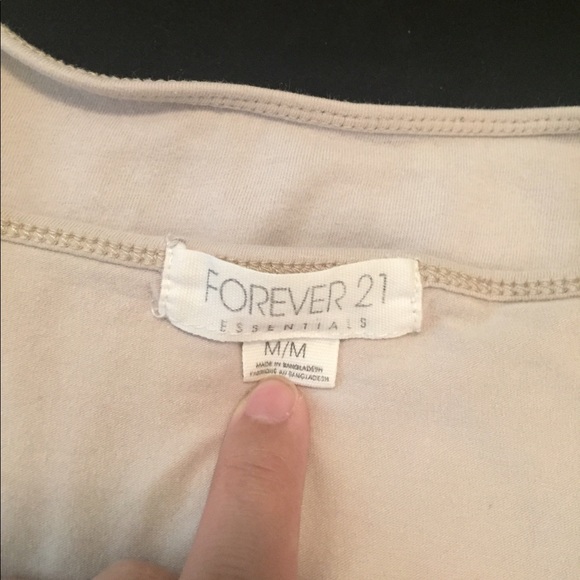 FOREVER 21
ESSENTIALS
M/M
MADE IN BANGLADESH
FABRIQUÉ AU BANGLADESH